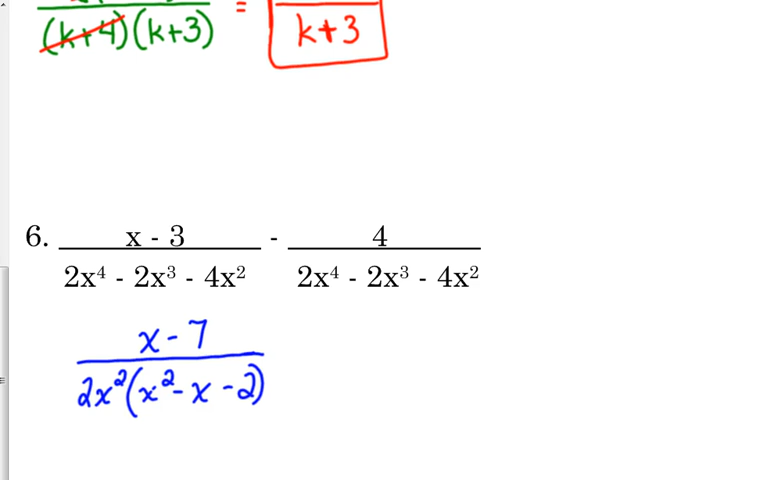 (k+4)(k+3) =
k+3
6. x - 3 - 4
2x⁴ - 2x³ - 4x² 2x⁴ - 2x³ - 4x²
x - 7
2x²(x² - x - 2)